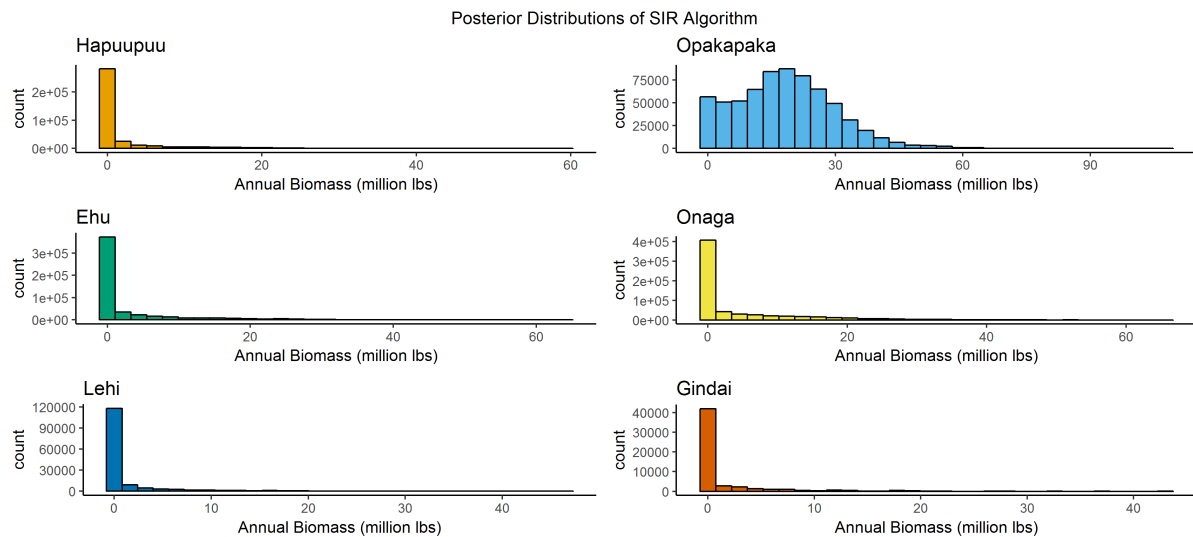 Posterior Distributions of SIR Algorithm
Hapuupuu
count
2e+05
1e+05
0e+00
0 20 40 60
Annual Biomass (million lbs)
Opakapaka
count
75000
50000
25000
0
0 30 60 90
Annual Biomass (million lbs)
Ehu
count
3e+05
2e+05
1e+05
0e+00
0 20 40 60
Annual Biomass (million lbs)
Onaga
count
4e+05
3e+05
2e+05
1e+05
0e+00
0 20 40 60
Annual Biomass (million lbs)
Lehi
count
120000
90000
60000
30000
0
0 10 20 30 40
Annual Biomass (million lbs)
Gindai
count
40000
30000
20000
10000
0
0 10 20 30 40
Annual Biomass (million lbs)